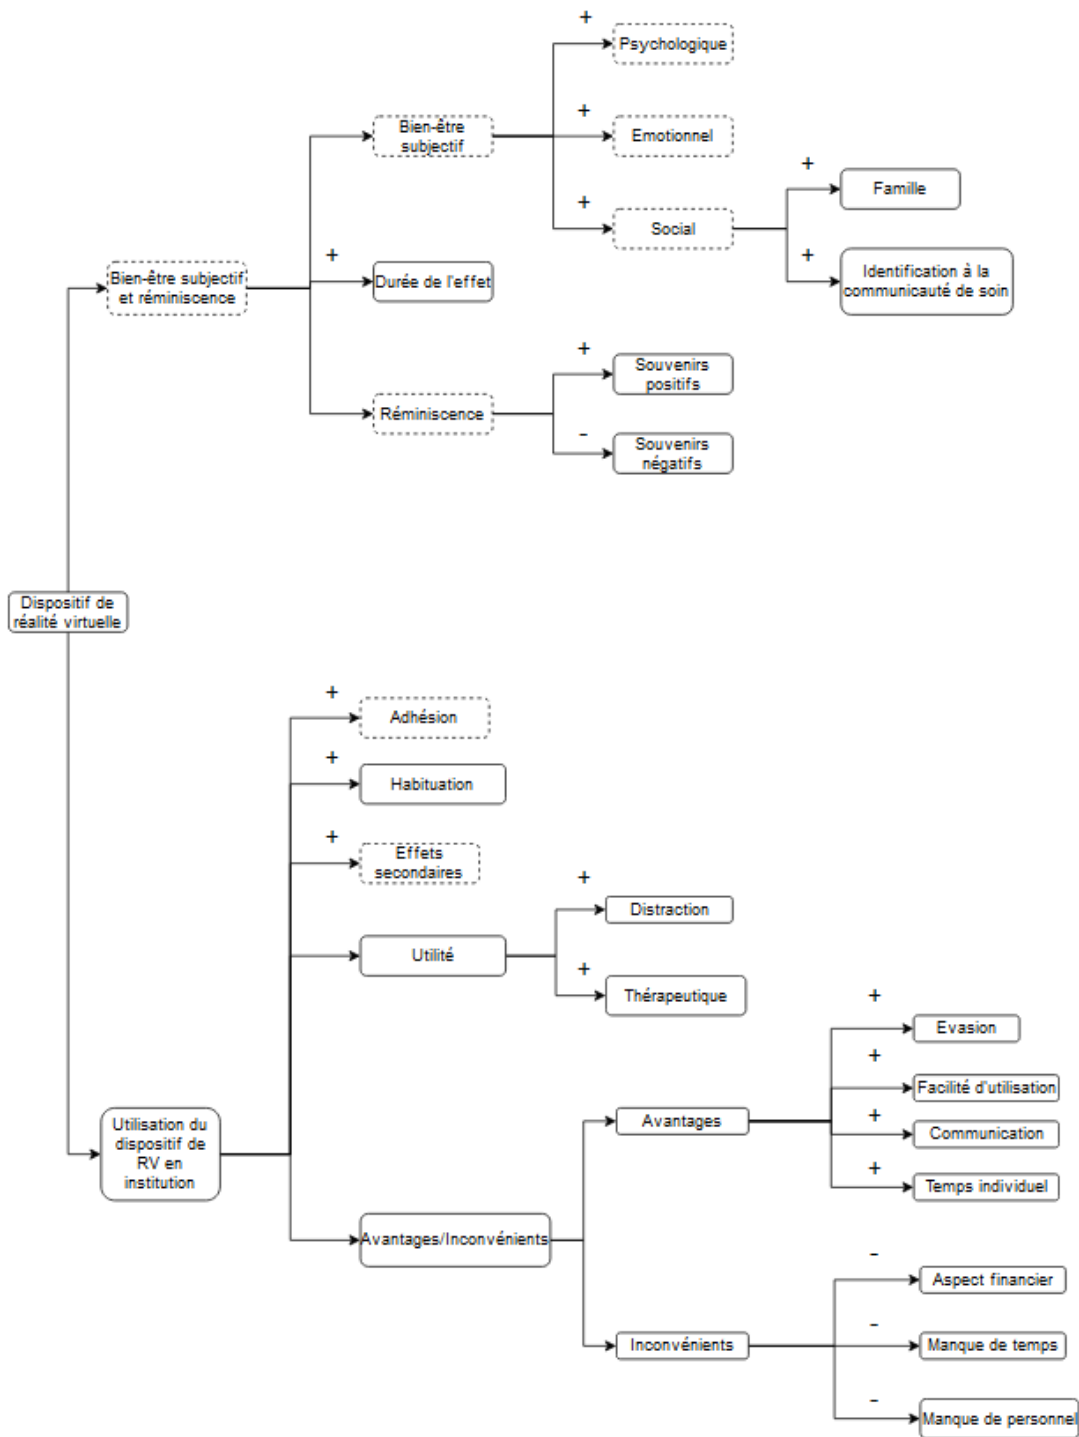 +
Psychologique
+
Bien-être
subjectif
Emotionnel
+
+
Famille
Social
+
+
Bien-être subjectif
et réminiscence
Durée de l'effet
Identification à la
communicauté de soin
+
Souvenirs
positifs
Réminiscence
-
Souvenirs
négatifs
Dispositif de
réalité virtuelle
+
Adhésion
+
Habituation
+
Effets
secondaires
+
Distraction
Utilité
+
Thérapeutique
+
Evasion
+
Facilité d'utilisation
Utilisation du
dispositif de
RV en
institution
Avantages
+
Communication
+
Temps individuel
Avantages/Inconvénients
-
Aspect financier
-
Inconvénients
Manque de temps
-
Manque de personnel